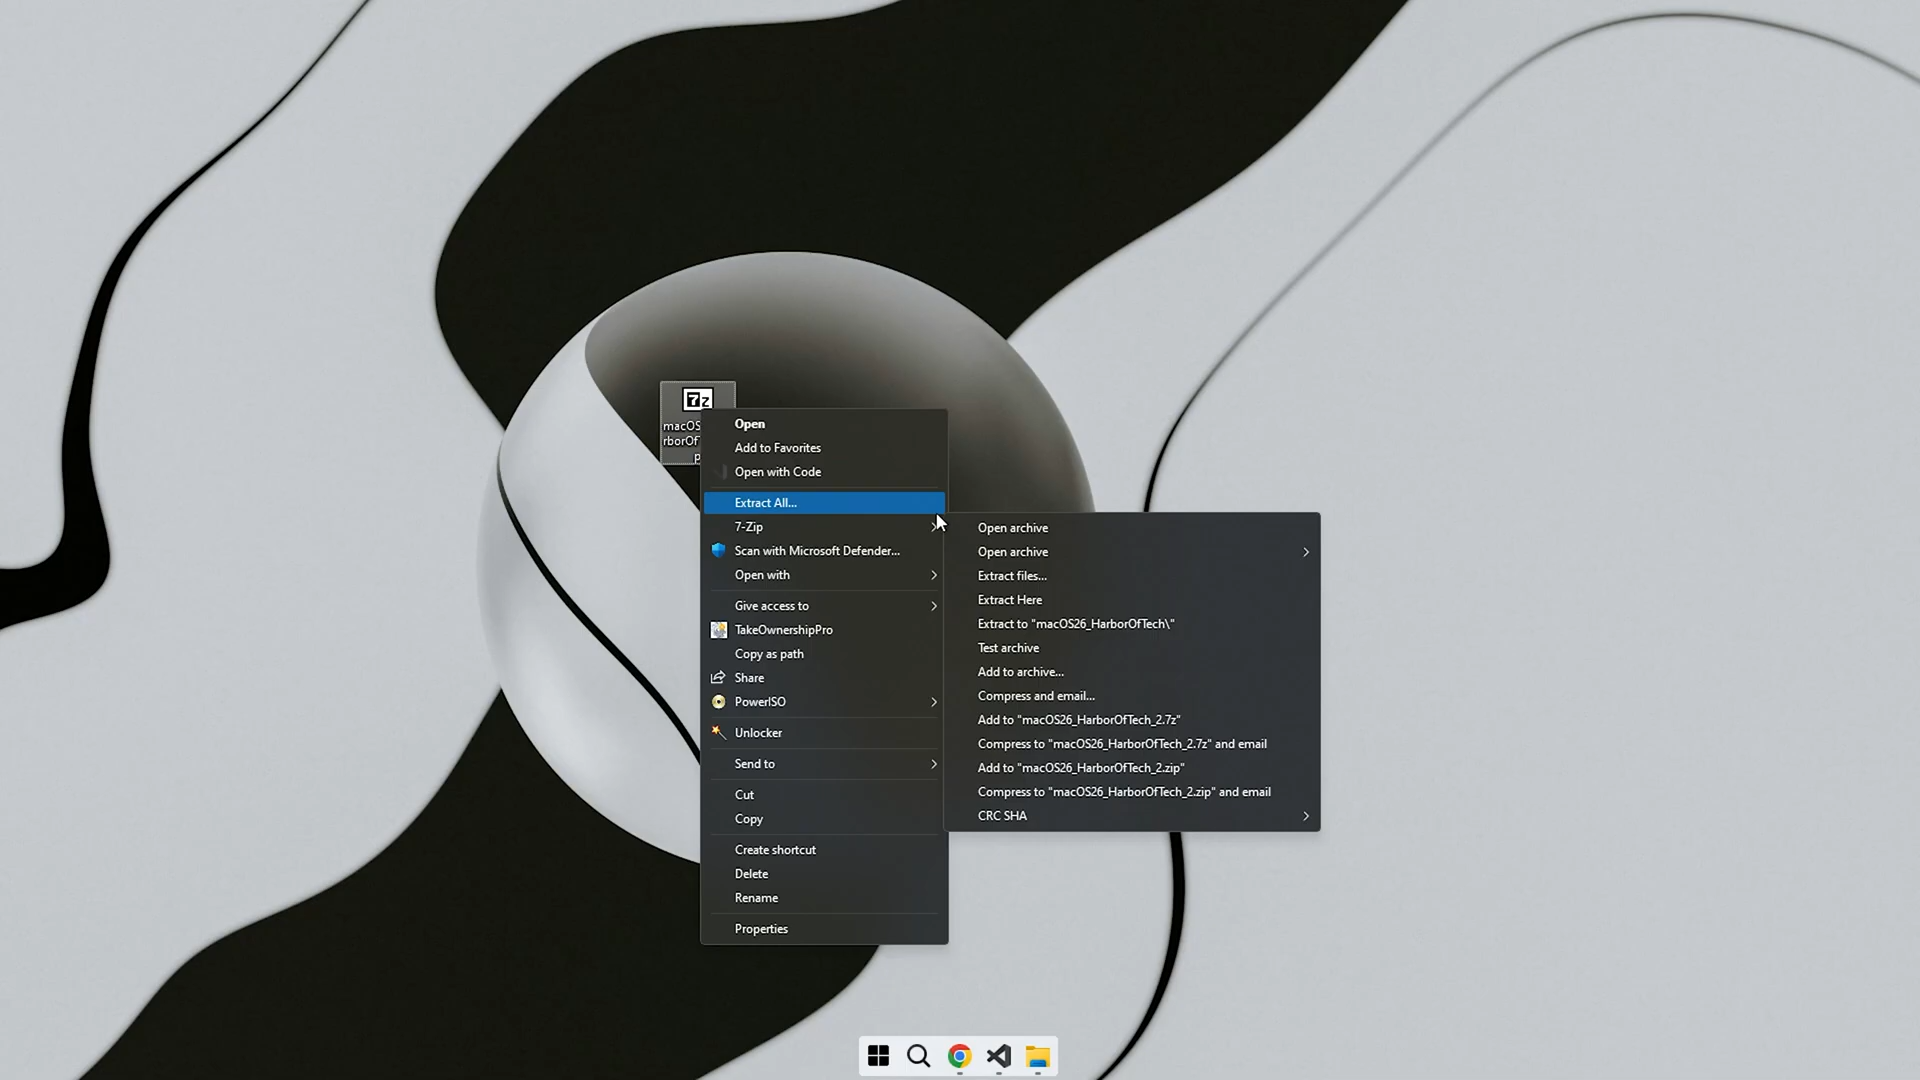 7z
macOS
rborOfT
p
Open
Add to Favorites
Open with Code
Extract All...
7-Zip
Scan with Microsoft Defender...
Open with
Give access to
TakeOwnershipPro
Copy as path
Share
PowerISO
Unlocker
Send to
Cut
Copy
Create shortcut
Delete
Rename
Properties
Open archive
Open archive
Extract files...
Extract Here
Extract to "macOS26_HarborOfTech\"
Test archive
Add to archive...
Compress and email...
Add to "macOS26_HarborOfTech_2.7z"
Compress to "macOS26_HarborOfTech_2.7z" and email
Add to "macOS26_HarborOfTech_2.zip"
Compress to "macOS26_HarborOfTech_2.zip" and email
CRC SHA